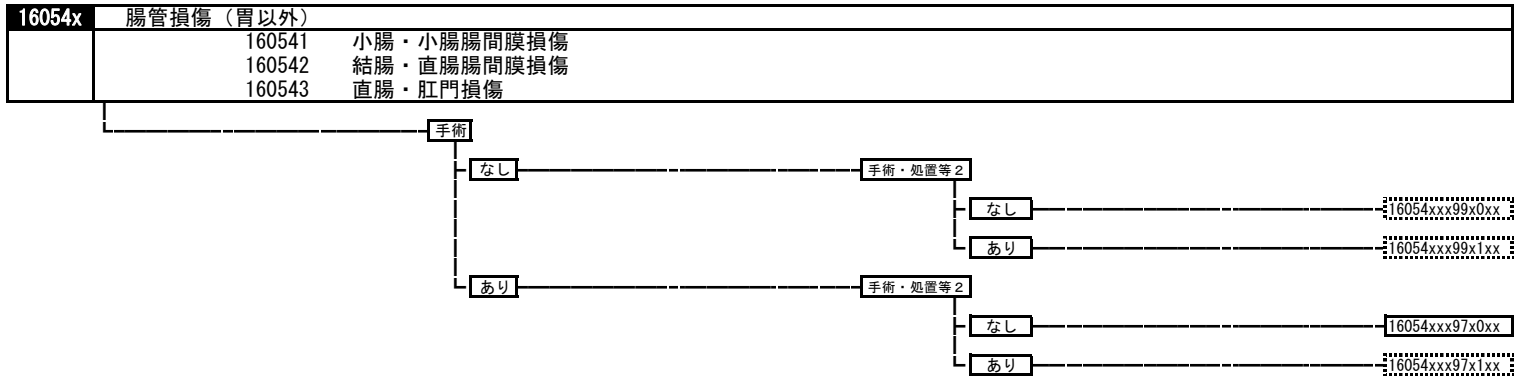 16054x 腸管損傷（胃以外）
160541 小腸・小腸腸間膜損傷
160542 結腸・直腸腸間膜損傷
160543 直腸・肛門損傷
手術
なし 手術・処置等２
なし 16054xxx99x0xx
あり 16054xxx99x1xx
あり 手術・処置等２
なし 16054xxx97x0xx
あり 16054xxx97x1xx